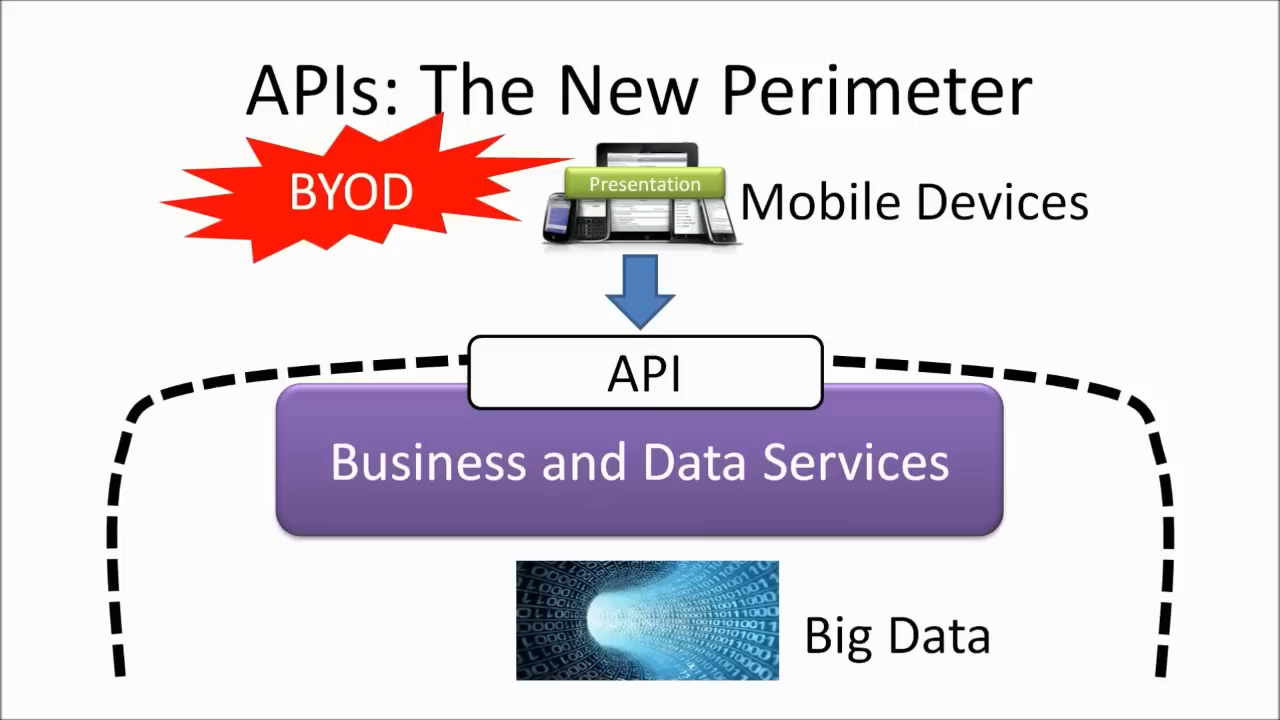 APIs: The New Perimeter
BYOD
Presentation
Mobile Devices
API
Business and Data Services
Big Data